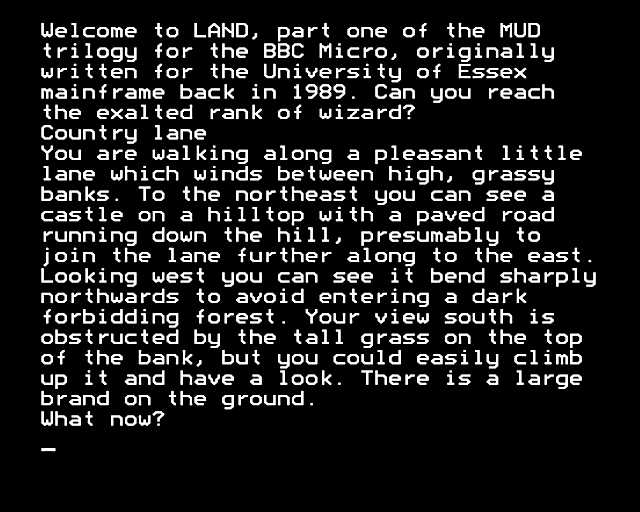 Welcome to LAND, part one of the MUD
trilogy for the BBC Micro, originally
written for the University of Essex
mainframe back in 1989. Can you reach
the exalted rank of wizard?
Country lane
You are walking along a pleasant little
lane which winds between high, grassy
banks. To the northeast you can see a
castle on a hilltop with a paved road
running down the hill, presumably to
join the lane further along to the east.
Looking west you can see it bend sharply
northwards to avoid entering a dark
forbidding forest. Your view south is
obstructed by the tall grass on the top
of the bank, but you could easily climb
up it and have a look. There is a large
brand on the ground.
What now?
_